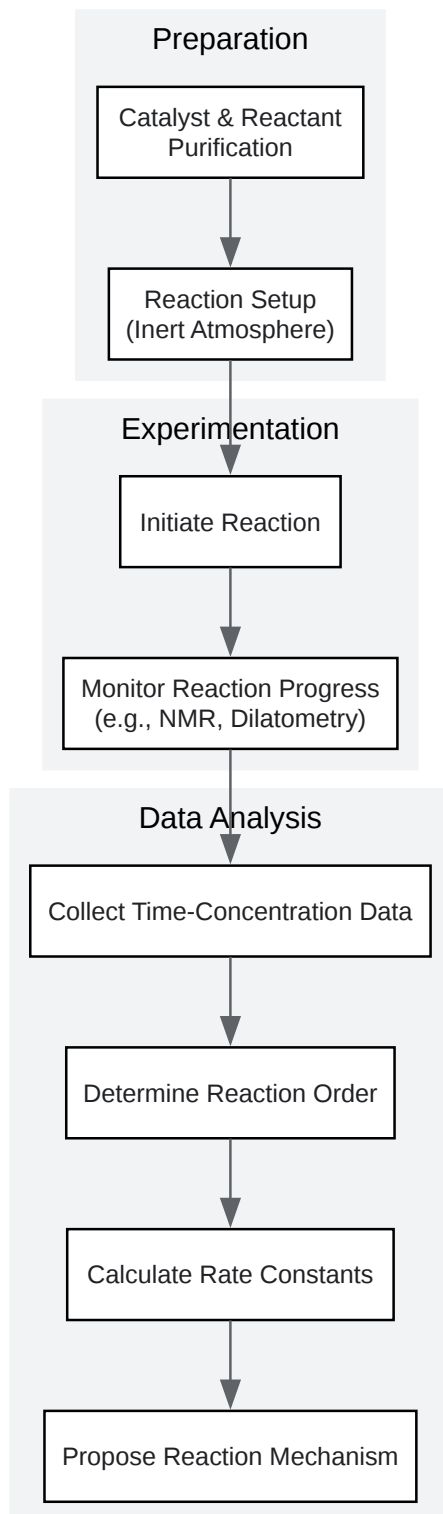 Preparation
Catalyst & Reactant
Purification
Reaction Setup
(Inert Atmosphere)
Experimentation
Initiate Reaction
Monitor Reaction Progress
(e.g., NMR, Dilatometry)
Data Analysis
Collect Time-Concentration Data
Determine Reaction Order
Calculate Rate Constants
Propose Reaction Mechanism